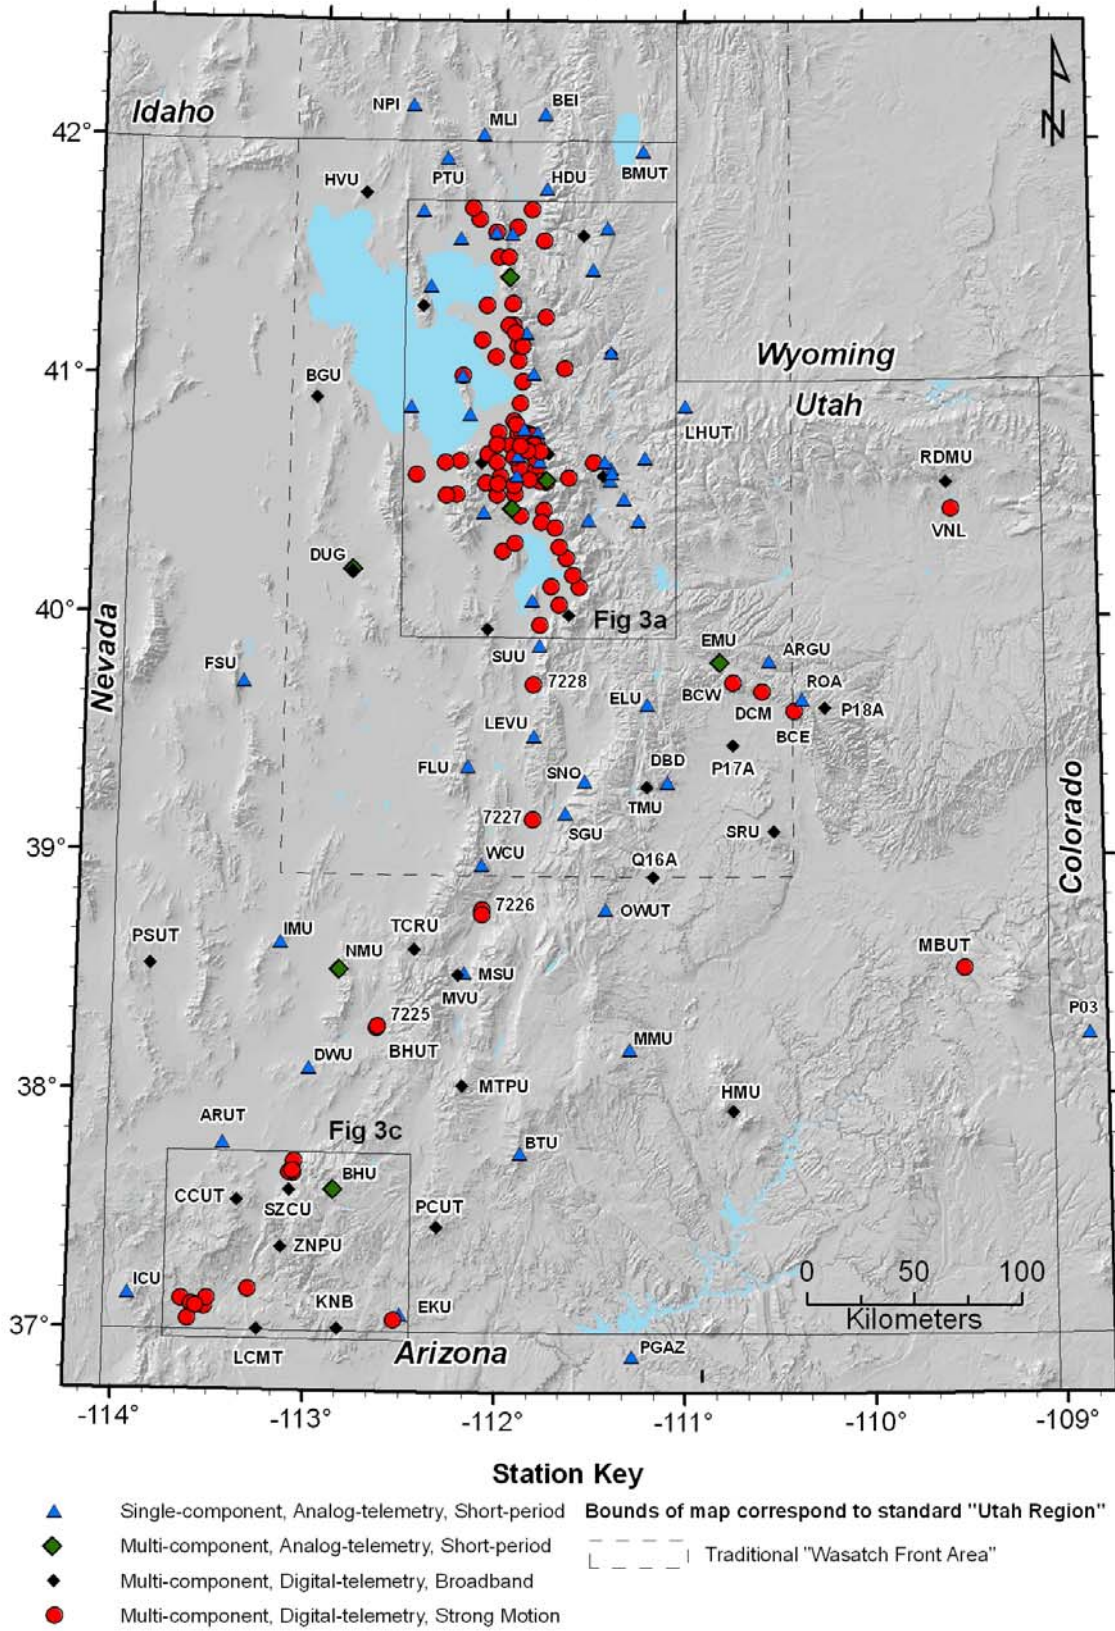 NPI
BEI
Idaho
MLI
N
42°
PTU
HDU
BMUT
HVU
Wyoming
41°
BGU
Utah
LHUT
RDMU
VNL
DUG
40°
Fig 3a
Nevada
EMU
ARGU
SUU
FSU
7228
BCW
ROA
ELU
DCM
P18A
BCE
LEVU
P17A
FLU
SNO
DBD
TMU
Colorado
7227
SGU
SRU
39°
WCU
Q16A
7226
OWUT
PSUT
IMU
TCRU
NMU
MBUT
MSU
MVU
7225
P03
BHUT
MMU
DWU
38°
MTPU
HMU
ARUT
Fig 3c
BTU
BHU
CCUT
SZCU
PCUT
ZNPU
ICU
0 50 100
KNB
EKU
Kilometers
37°
LCMT
Arizona
PGAZ
-114° -113° -112° -111° -110° -109°
Station Key
Single-component, Analog-telemetry, Short-period
Bounds of map correspond to standard "Utah Region"
Multi-component, Analog-telemetry, Short-period
Traditional "Wasatch Front Area"
Multi-component, Digital-telemetry, Broadband
Multi-component, Digital-telemetry, Strong Motion